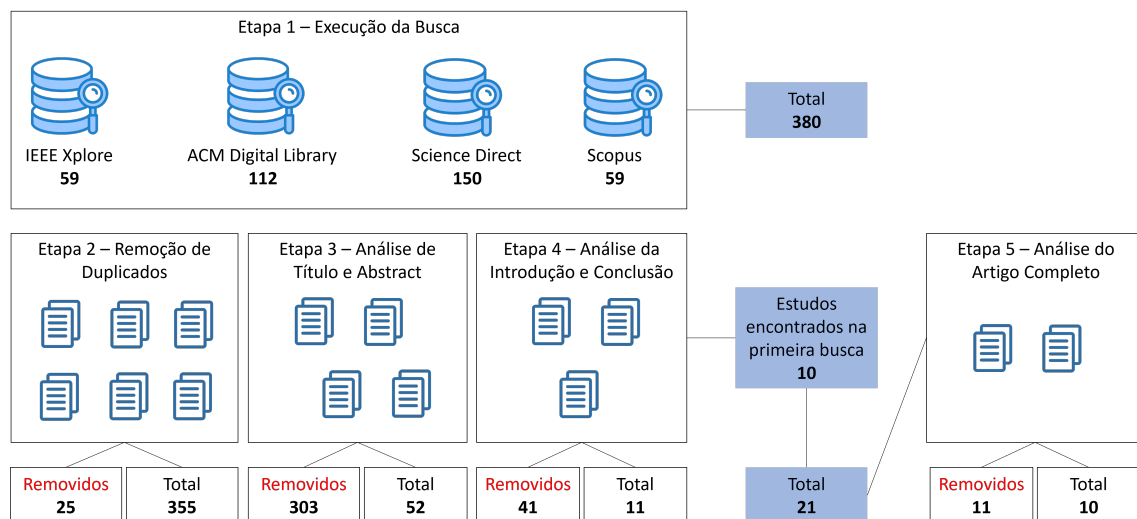 Etapa 1 – Execução da Busca
IEEE Xplore
59
ACM Digital Library
112
Science Direct
150
Scopus
59
Total
380
Etapa 2 – Remoção de
Duplicados
Removidos
25
Total
355
Etapa 3 – Análise de
Título e Abstract
Removidos
303
Total
52
Etapa 4 – Análise da
Introdução e Conclusão
Removidos
41
Total
11
Estudos
encontrados na
primeira busca
10
Total
21
Etapa 5 – Análise do
Artigo Completo
Removidos
11
Total
10